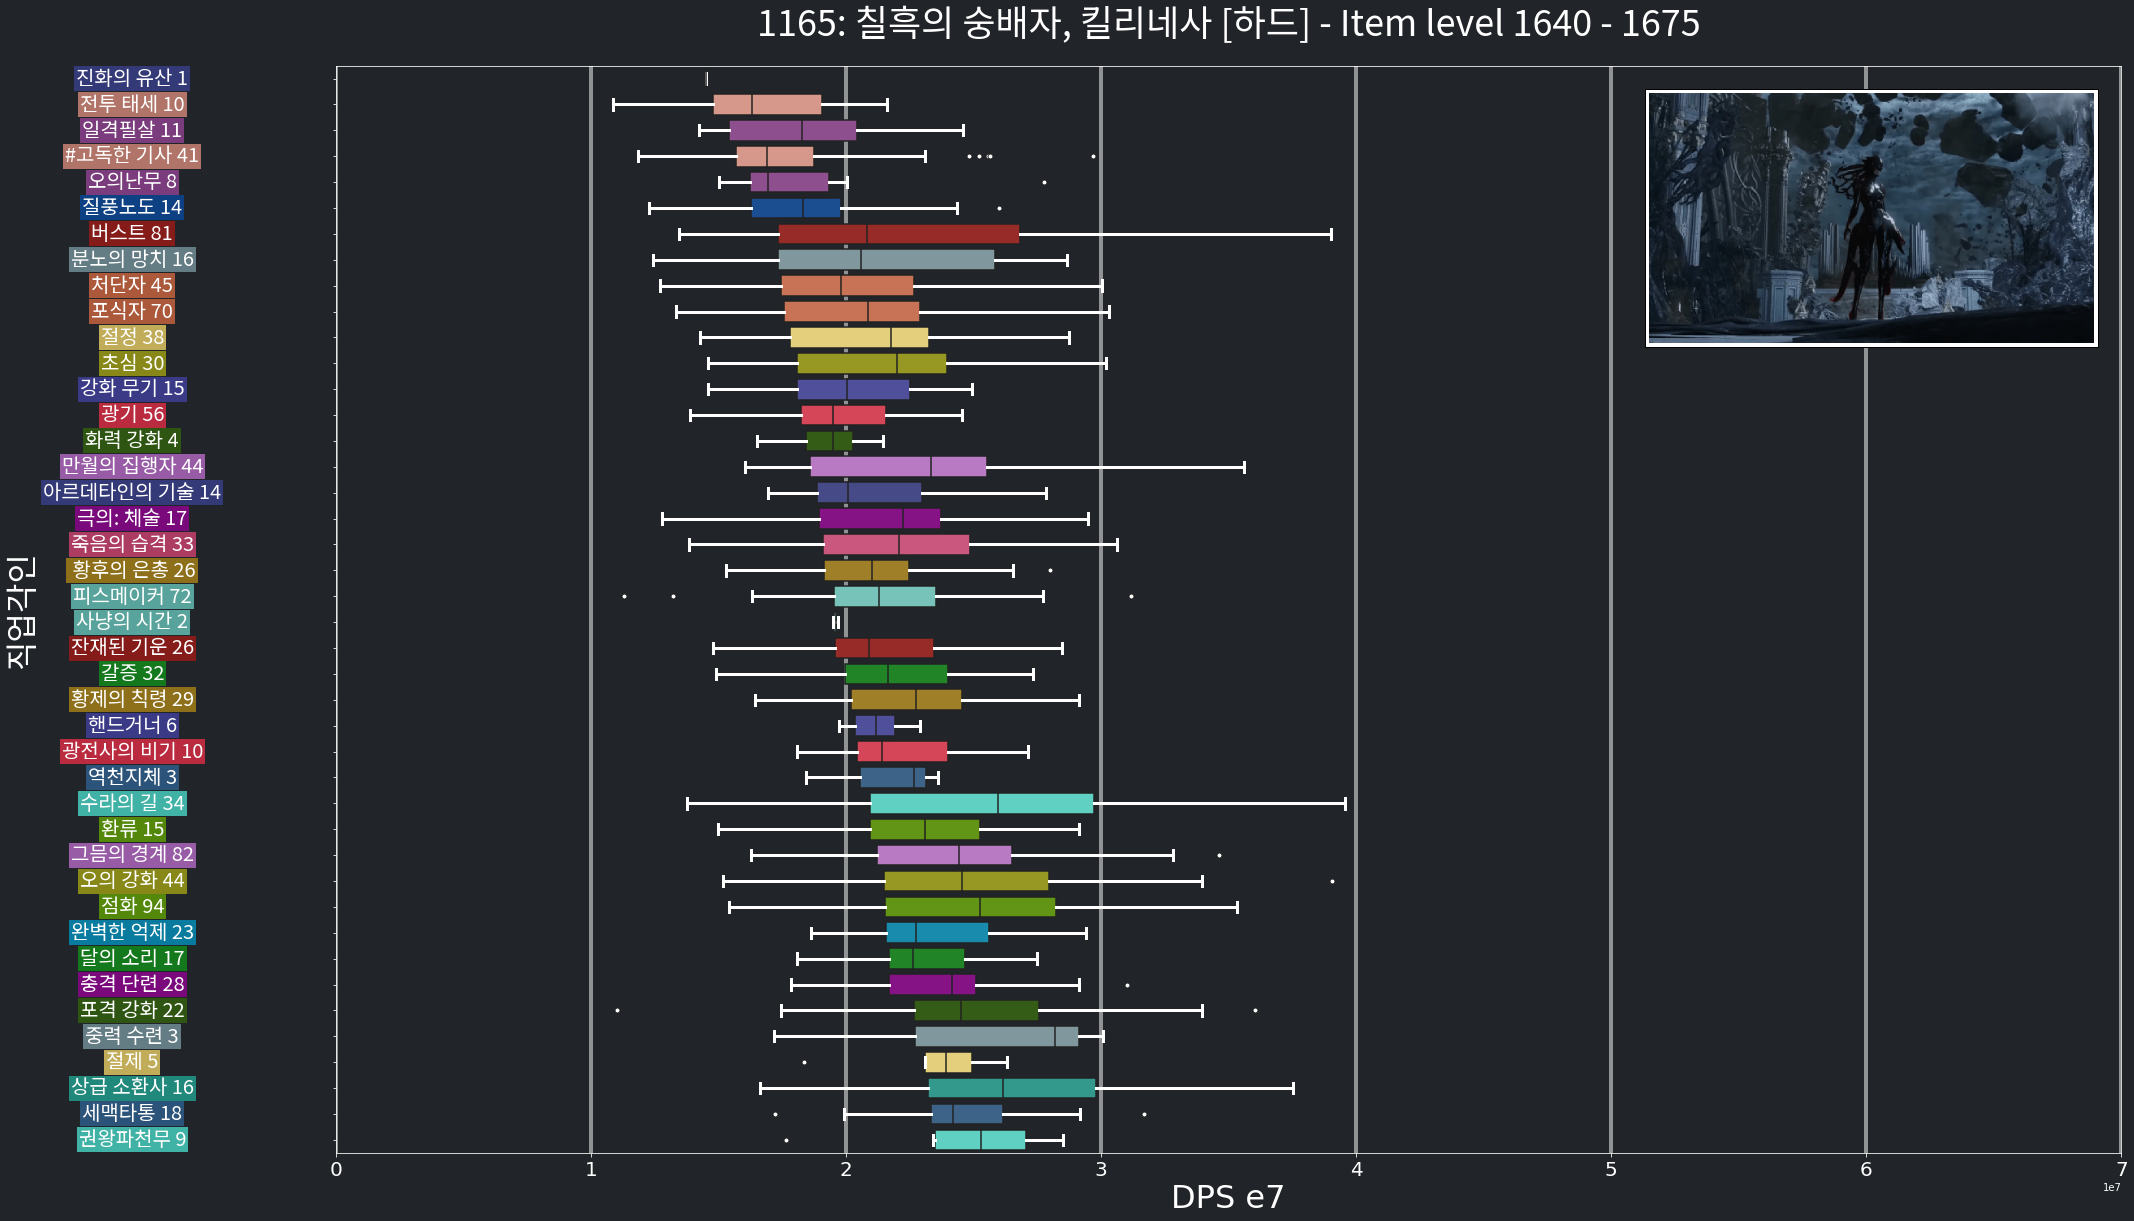 1165: 칠흑의 숭배자, 킬리네사 [하드] - Item level 1640 - 1675
진화의 유산 1
전투 태세 10
일격필살 11
#고독한 기사 41
오의난무 8
질풍노도 14
버스트 81
분노의 망치 16
처단자 45
포식자 70
절정 38
초심 30
강화 무기 15
광기 56
화력 강화 4
만월의 집행자 44
아르데타인의 기술 14
극의: 체술 17
죽음의 습격 33
황후의 은총 26
피스메이커 72
사냥의 시간 2
잔재된 기운 26
갈증 32
황제의 칙령 29
핸드거너 6
광전사의 비기 10
역천지체 3
수라의 길 34
환류 15
그믐의 경계 82
오의 강화 44
점화 94
완벽한 억제 23
달의 소리 17
충격 단련 28
포격 강화 22
중력 수련 3
절제 5
상급 소환사 16
세맥타통 18
권왕파천무 9
직업각인
0 1 2 3 4 5 6 7
1e7
DPS e7